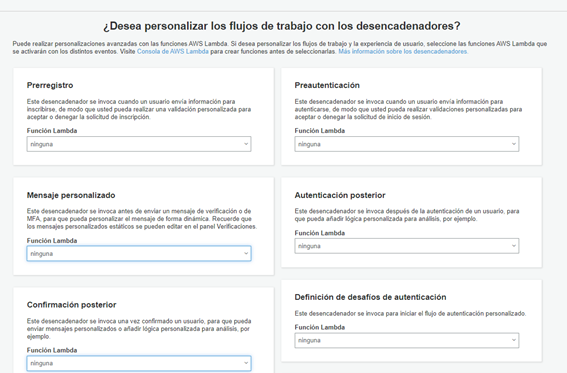 ¿Desea personalizar los flujos de trabajo con los desencadenadores?
Puede realizar personalizaciones avanzadas con las funciones AWS Lambda. Si desea personalizar los flujos de trabajo y la experiencia de usuario, seleccione las funciones AWS Lambda que
se activarán con los distintos eventos. Visite Consola de AWS Lambda para crear funciones antes de seleccionarlas. Más información sobre los desencadenadores.
Prerregistro
Este desencadenador se invoca cuando un usuario envía información para
inscribirse, de modo que usted pueda realizar una validación personalizada para
aceptar o denegar la solicitud de inscripción.
Función Lambda
ninguna
Preautenticación
Este desencadenador se invoca cuando un usuario envía información para
autenticarse, de modo que usted pueda realizar validaciones personalizadas para
aceptar o denegar la solicitud de inicio de sesión.
Función Lambda
ninguna
Mensaje personalizado
Este desencadenador se invoca antes de enviar un mensaje de verificación o de
MFA, para que pueda personalizar el mensaje de forma dinámica. Recuerde que
los mensajes personalizados estáticos se pueden editar en el panel Verificaciones.
Función Lambda
ninguna
Autenticación posterior
Este desencadenador se invoca después de la autenticación de un usuario, para
que pueda añadir lógica personalizada para análisis, por ejemplo.
Función Lambda
ninguna
Confirmación posterior
Este desencadenador se invoca una vez confirmado un usuario, para que pueda
enviar mensajes personalizados o añadir lógica personalizada para análisis, por
ejemplo.
Función Lambda
ninguna
Definición de desafíos de autenticación
Este desencadenador se invoca para iniciar el flujo de autenticación personalizado.
Función Lambda
ninguna